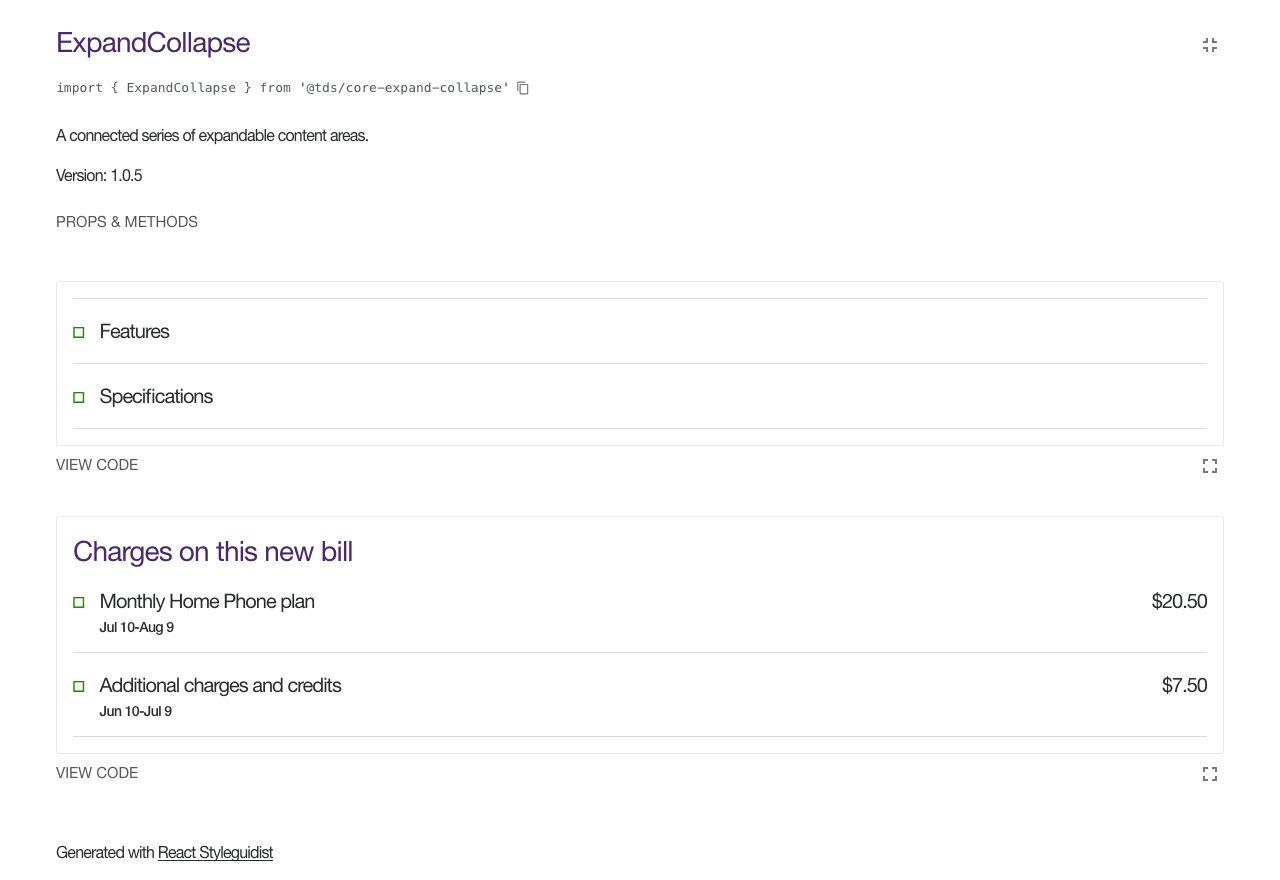 ExpandCollapse
import { ExpandCollapse } from '@tds/core-expand-collapse'
A connected series of expandable content areas.
Version: 1.0.5
PROPS & METHODS
Features
Specifications
VIEW CODE
Charges on this new bill
Monthly Home Phone plan $20.50
Jul 10-Aug 9
Additional charges and credits $7.50
Jun 10-Jul 9
VIEW CODE
Generated with React Styleguidist